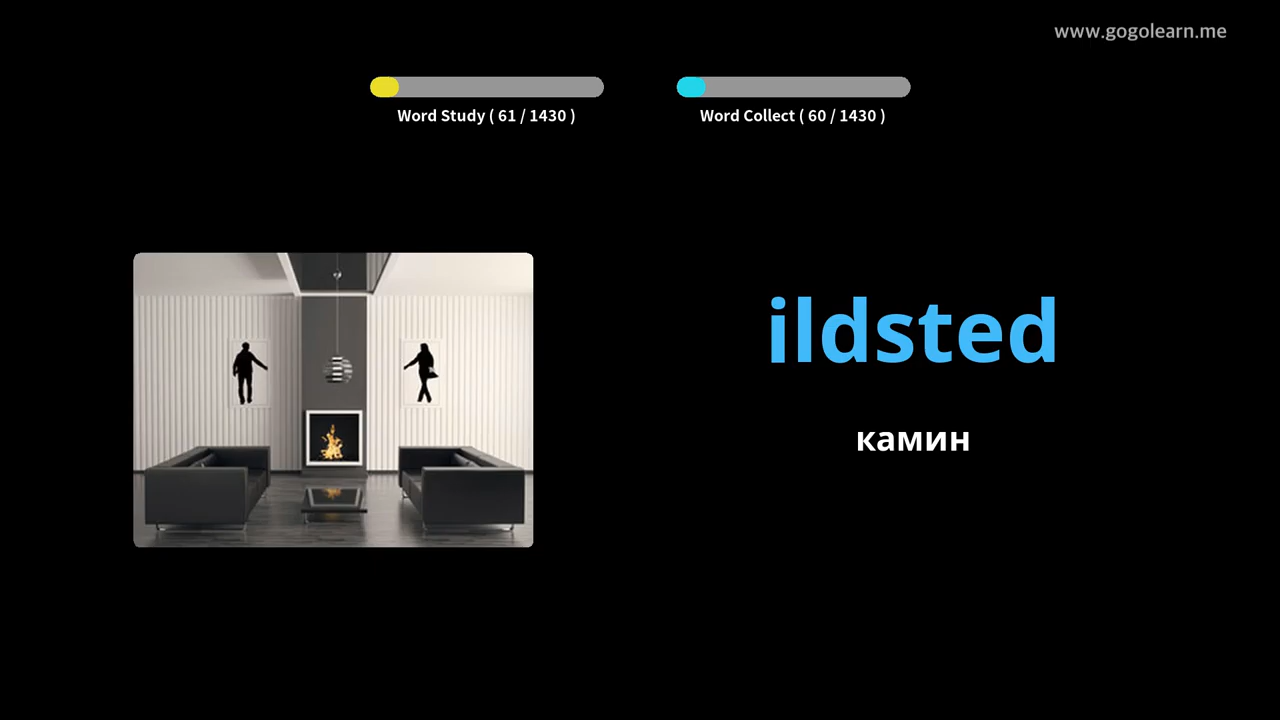 www.gogolearn.me
Word Study ( 61 / 1430 )
Word Collect ( 60 / 1430 )
ildsted
камин